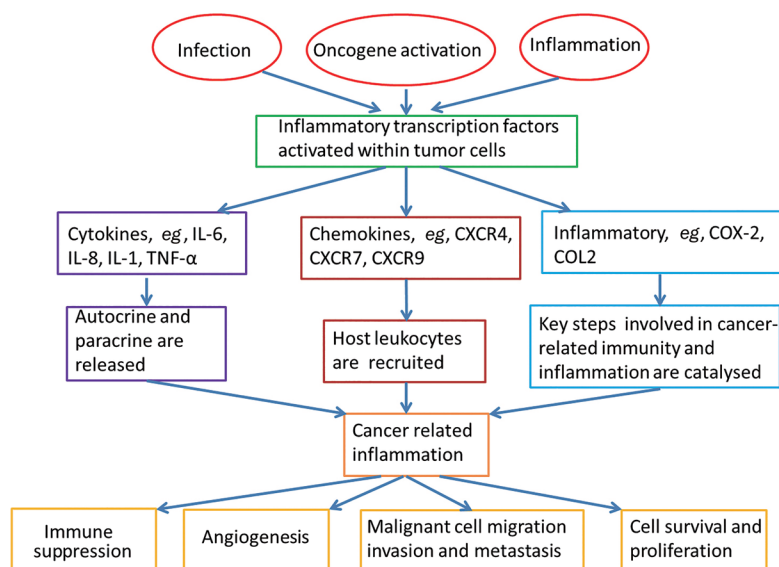 Infection
Oncogene activation
Inflammation
Inflammatory transcription factors
activated within tumor cells
Cytokines, eg, IL-6,
IL-8, IL-1, TNF-α
Chemokines, eg, CXCR4,
CXCR7, CXCR9
Inflammatory, eg, COX-2,
COL2
Autocrine and
paracrine are
released
Host leukocytes
are recruited
Key steps involved in cancer-
related immunity and
inflammation are catalysed
Cancer related
inflammation
Immune
suppression
Angiogenesis
Malignant cell migration
invasion and metastasis
Cell survival and
proliferation